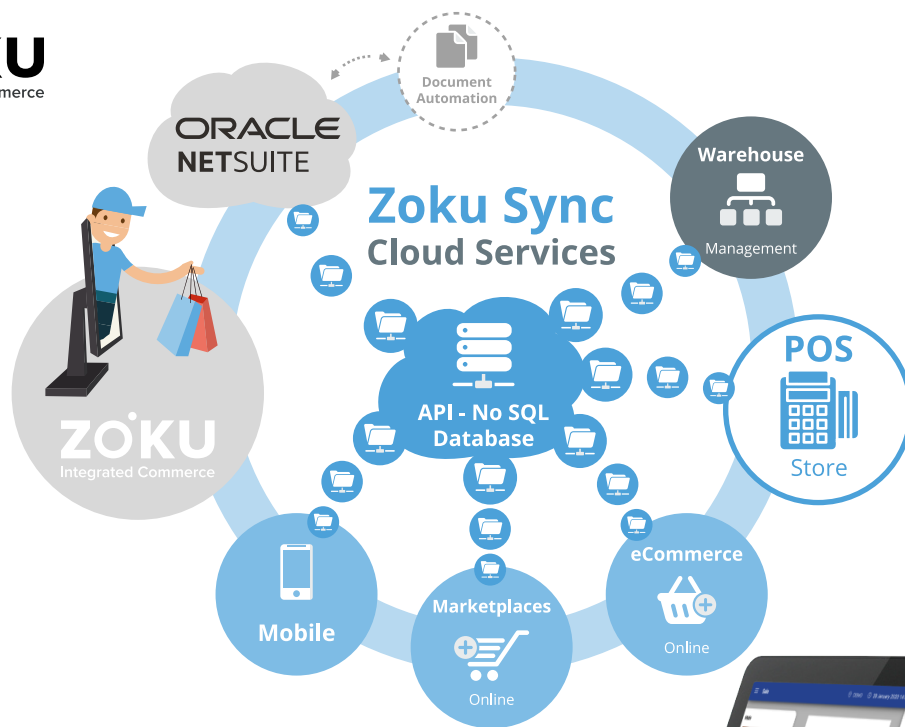 KU
merce
Document
Automation
ORACLE
NETSUITE
Warehouse
Management
Zoku Sync
Cloud Services
POS
Store
API - No SQL
Database
ZOKU
Integrated Commerce
eCommerce
Online
Marketplaces
Online
Mobile